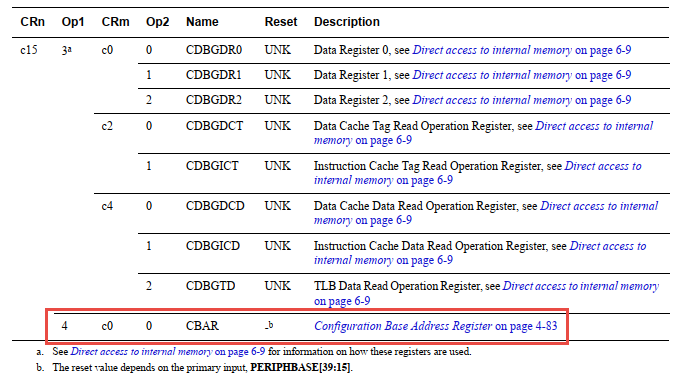 CRn Op1 CRm Op2 Name Reset Description
c15 3a c0 0 CDBGDR0 UNK Data Register 0, see Direct access to internal memory on page 6-9
1 CDBGDR1 UNK Data Register 1, see Direct access to internal memory on page 6-9
2 CDBGDR2 UNK Data Register 2, see Direct access to internal memory on page 6-9
c2 0 CDBGDCT UNK Data Cache Tag Read Operation Register, see Direct access to internal
memory on page 6-9
1 CDBGICT UNK Instruction Cache Tag Read Operation Register, see Direct access to
internal memory on page 6-9
c4 0 CDBGDCD UNK Data Cache Data Read Operation Register, see Direct access to internal
memory on page 6-9
1 CDBGICD UNK Instruction Cache Data Read Operation Register, see Direct access to
internal memory on page 6-9
2 CDBGTD UNK TLB Data Read Operation Register, see Direct access to internal memory
on page 6-9
4 c0 0 CBAR -b Configuration Base Address Register on page 4-83
a. See Direct access to internal memory on page 6-9 for information on how these registers are used.
b. The reset value depends on the primary input, PERIPHBASE[39:15].